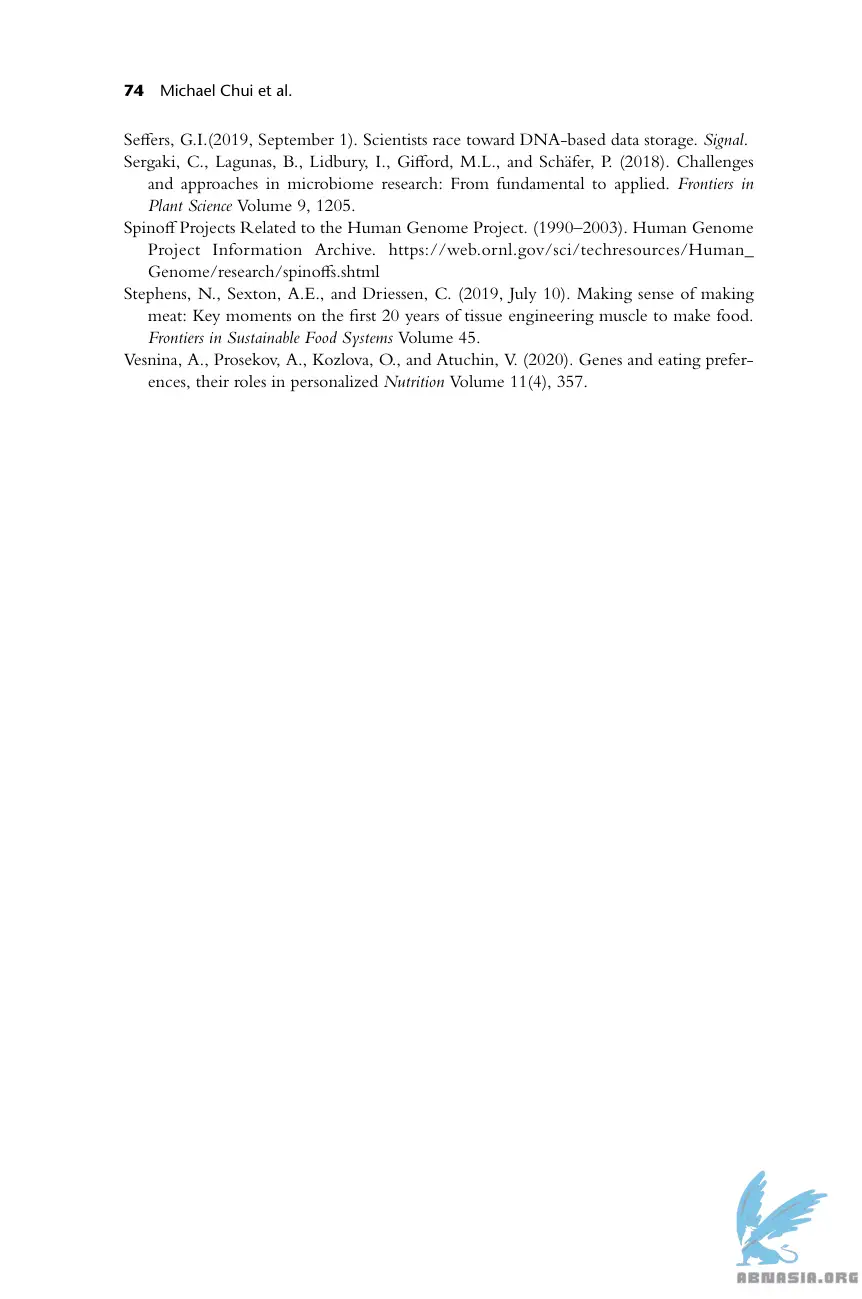 74 Michael Chui et al.
Seffers, G.I.(2019, September 1). Scientists race toward DNA-based data storage. Signal.
Sergaki, C., Lagunas, B., Lidbury, I., Gifford, M.L., and Schäfer, P. (2018). Challenges
and approaches in microbiome research: From fundamental to applied. Frontiers in
Plant Science Volume 9, 1205.
Spinoff Projects Related to the Human Genome Project. (1990–2003). Human Genome
Project Information Archive. https://web.ornl.gov/sci/techresources/Human_
Genome/research/spinoffs.shtml
Stephens, N., Sexton, A.E., and Driessen, C. (2019, July 10). Making sense of making
meat: Key moments on the first 20 years of tissue engineering muscle to make food.
Frontiers in Sustainable Food Systems Volume 45.
Vesnina, A., Prosekov, A., Kozlova, O., and Atuchin, V. (2020). Genes and eating prefer-
ences, their roles in personalized Nutrition Volume 11(4), 357.
ABNASIA.ORG